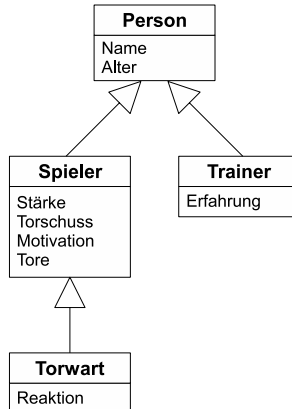 Person
Name
Alter
Spieler
Stärke
Torschuss
Motivation
Tore
Trainer
Erfahrung
Torwart
Reaktion